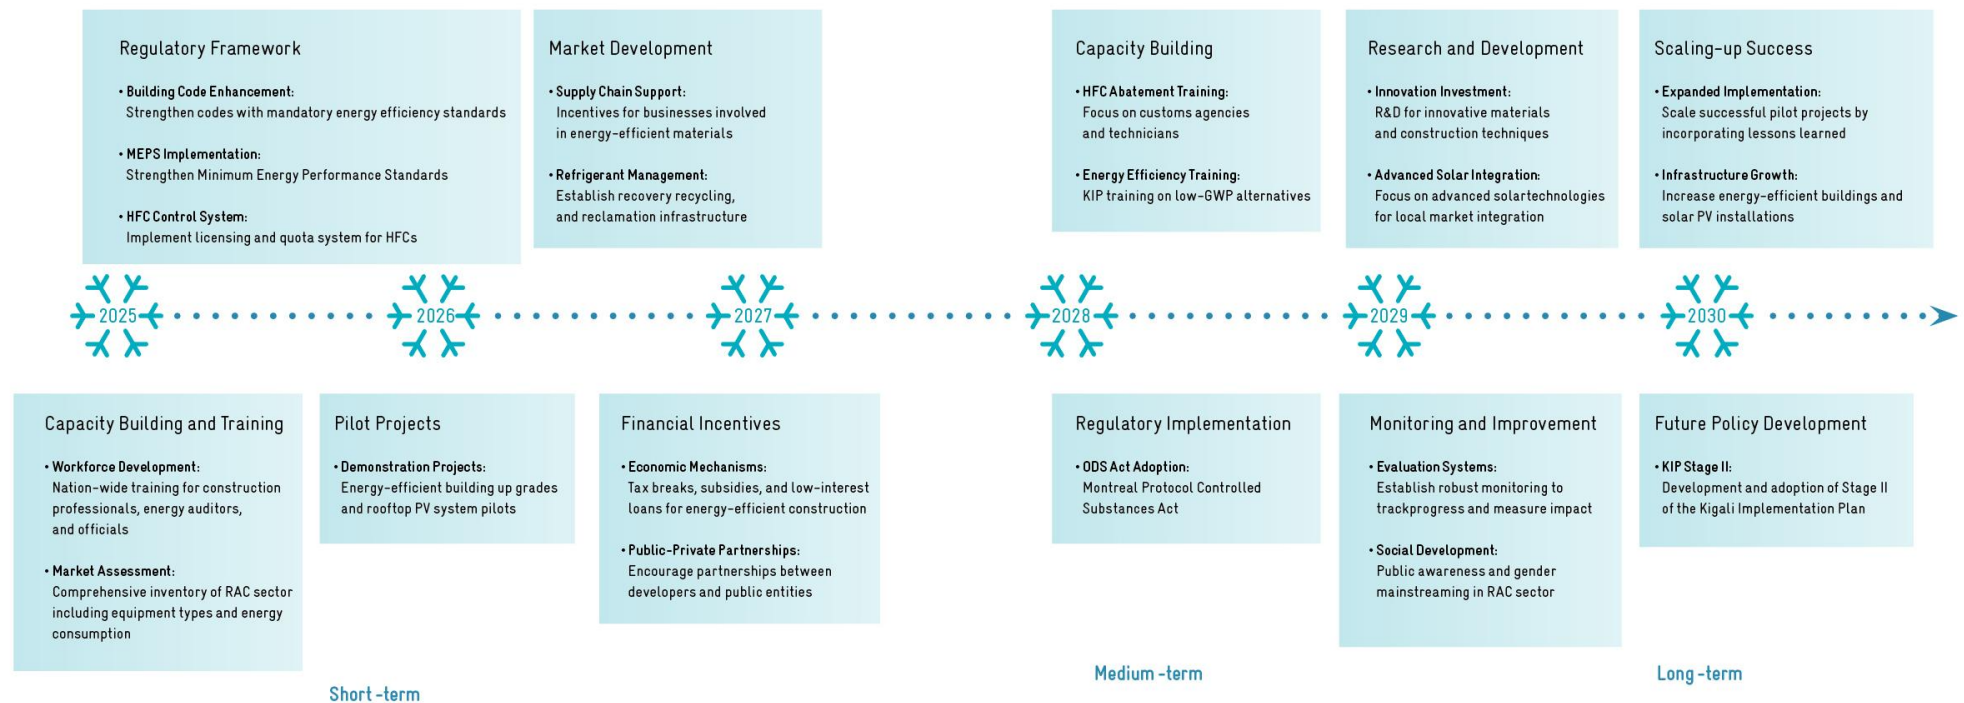 Regulatory Framework
• Building Code Enhancement:
Strengthen codes with mandatory energy efficiency standards
• MEPS Implementation:
Strengthen Minimum Energy Performance Standards
• HFC Control System:
Implement licensing and quota system for HFCs
Market Development
• Supply Chain Support:
Incentives for businesses involved
in energy-efficient materials
• Refrigerant Management:
Establish recovery recycling,
and reclamation infrastructure
Capacity Building
• HFC Abatement Training:
Focus on customs agencies
and technicians
• Energy Efficiency Training:
KIP training on low-GWP alternatives
Research and Development
• Innovation Investment:
R&D for innovative materials
and construction techniques
• Advanced Solar Integration:
Focus on advanced solartechnologies
for local market integration
Scaling-up Success
• Expanded Implementation:
Scale successful pilot projects by
incorporating lessons learned
• Infrastructure Growth:
Increase energy-efficient buildings and
solar PV installations
2025
2026
2027
2028
2029
2030
Capacity Building and Training
• Workforce Development:
Nation-wide training for construction
professionals, energy auditors,
and officials
• Market Assessment:
Comprehensive inventory of RAC sector
including equipment types and energy
consumption
Pilot Projects
• Demonstration Projects:
Energy-efficient building up grades
and rooftop PV system pilots
Financial Incentives
• Economic Mechanisms:
Tax breaks, subsidies, and low-interest
loans for energy-efficient construction
• Public-Private Partnerships:
Encourage partnerships between
developers and public entities
Regulatory Implementation
• ODS Act Adoption:
Montreal Protocol Controlled
Substances Act
Monitoring and Improvement
• Evaluation Systems:
Establish robust monitoring to
trackprogress and measure impact
• Social Development:
Public awareness and gender
mainstreaming in RAC sector
Future Policy Development
• KIP Stage II:
Development and adoption of Stage II
of the Kigali Implementation Plan
Short-term
Medium-term
Long-term